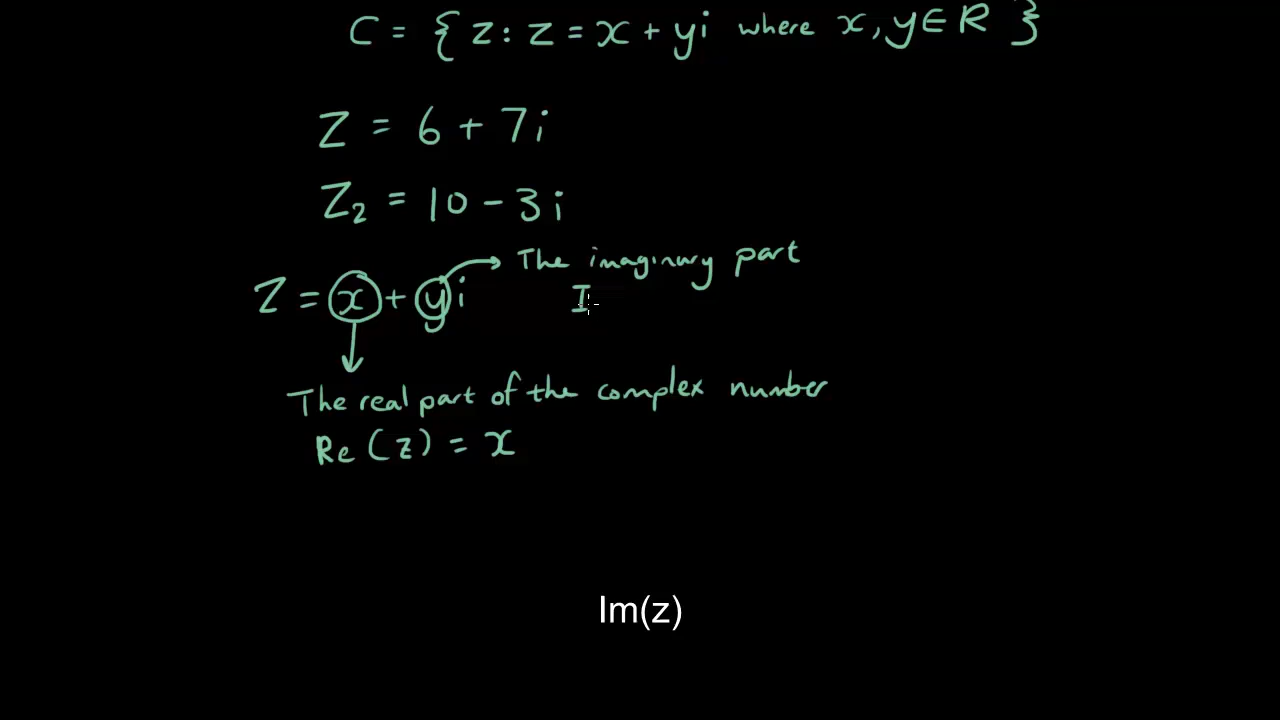 C = { z : z = x + yi where x, y ∈ R }
Z = 6 + 7i
Z₂ = 10 - 3i
The imaginary part
Z = x + yi
I
The real part of the complex number
Re(z) = x
Im(z)